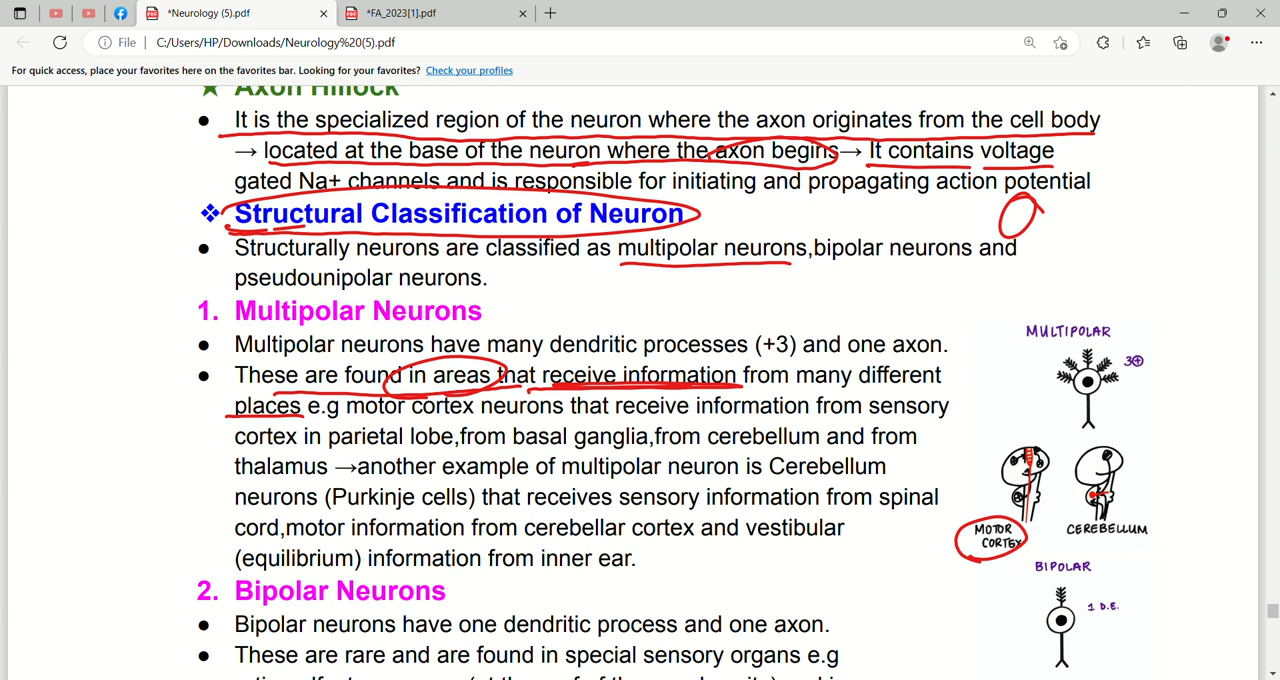 *Neurology (5).pdf
*FA_2023[1].pdf
File
C:/Users/HP/Downloads/Neurology%20(5).pdf
For quick access, place your favorites here on the favorites bar. Looking for your favorites? Check your profiles
★ Axon Hillock
● It is the specialized region of the neuron where the axon originates from the cell body
→ located at the base of the neuron where the axon begins→ It contains voltage
gated Na+ channels and is responsible for initiating and propagating action potential
❖ Structural Classification of Neuron
● Structurally neurons are classified as multipolar neurons,bipolar neurons and
pseudounipolar neurons.
1. Multipolar Neurons
● Multipolar neurons have many dendritic processes (+3) and one axon.
● These are found in areas that receive information from many different
places e.g motor cortex neurons that receive information from sensory
cortex in parietal lobe,from basal ganglia,from cerebellum and from
thalamus →another example of multipolar neuron is Cerebellum
neurons (Purkinje cells) that receives sensory information from spinal
cord,motor information from cerebellar cortex and vestibular
(equilibrium) information from inner ear.
MULTIPOLAR
3⊕
MOTOR
CORTEX
CEREBELLUM
2. Bipolar Neurons
● Bipolar neurons have one dendritic process and one axon.
● These are rare and are found in special sensory organs e.g
BIPOLAR
1 D.E.